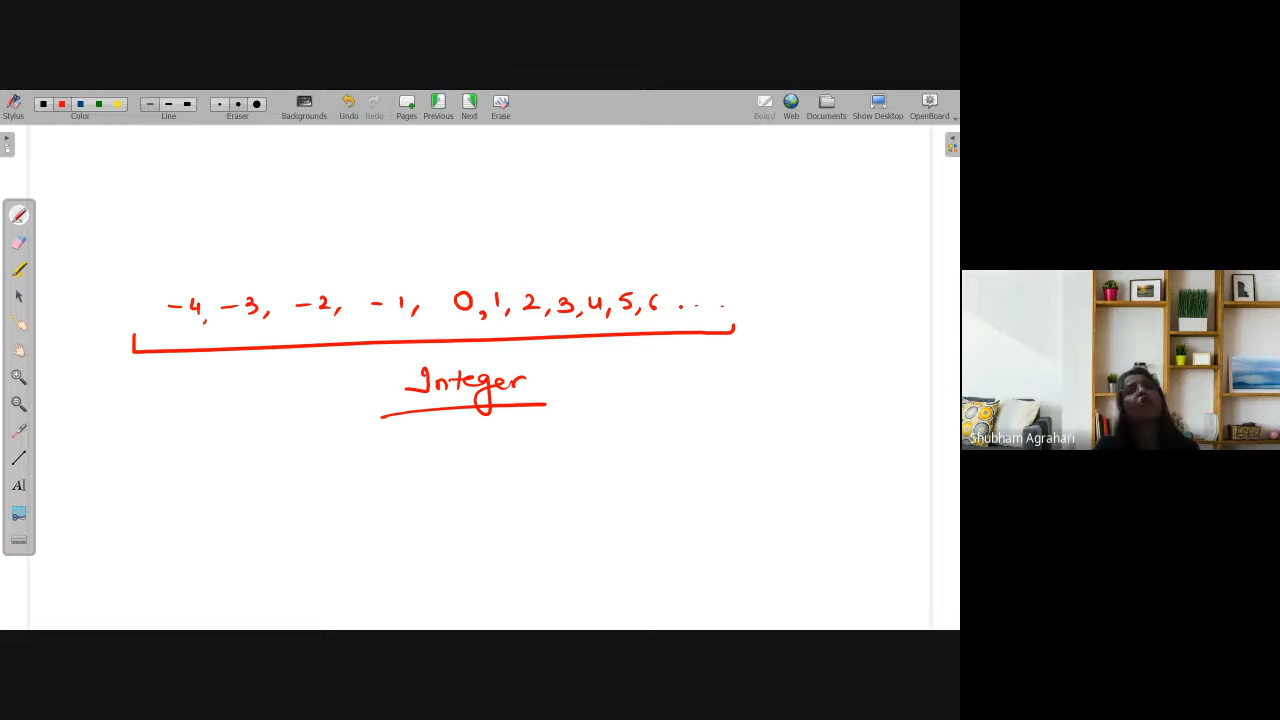 Stylus Color Line Eraser Backgrounds Undo Redo Pages Previous Next Erase Board Web Documents Show Desktop OpenBoard
-4, -3, -2, -1, 0, 1, 2, 3, 4, 5, 6 ....
Integer
Shubham Agrahari